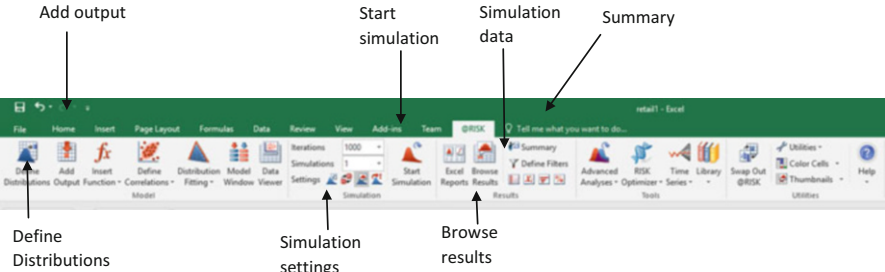 Add output
Start simulation
Simulation data
Summary
retail1 - Excel
File Home Insert Page Layout Formulas Data Review View Add-ins Team @RISK Tell me what you want to do...
Define Distributions
Add Output
Insert Function
Define Correlations
Distribution Fitting
Model Window
Data Viewer
Model
Iterations 1000
Simulations 1
Settings
Start Simulation
Simulation
Excel Reports
Browse Results
Summary
Define Filters
Results
Advanced Analyses
RISK Optimizer
Time Series
Library
Tools
Swap Out @RISK
Utilities
Color Cells
Thumbnails
Utilities
Help
Define Distributions
Simulation settings
Browse results